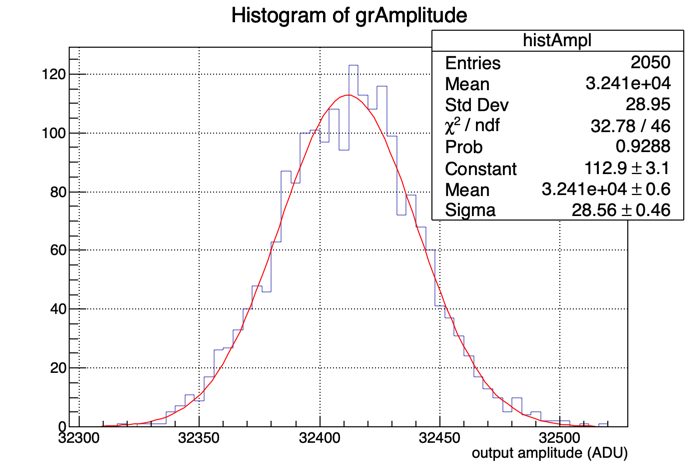 Histogram of grAmplitude
histAmpl
Entries 2050
Mean 3.241e+04
Std Dev 28.95
χ² / ndf 32.78 / 46
Prob 0.9288
Constant 112.9 ± 3.1
Mean 3.241e+04 ± 0.6
Sigma 28.56 ± 0.46
120
100
80
60
40
20
0
32300 32350 32400 32450 32500
output amplitude (ADU)